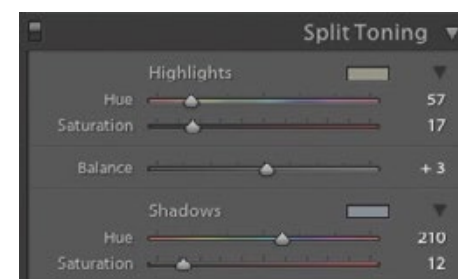 Split Toning
Highlights
Hue 57
Saturation 17
Balance + 3
Shadows
Hue 210
Saturation 12